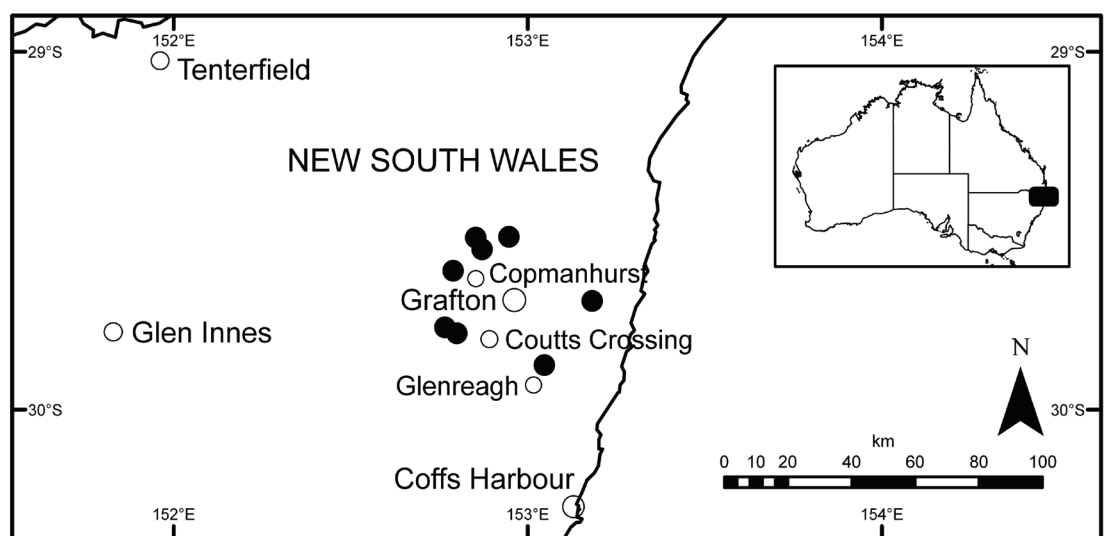 152°E 153°E 154°E
29°S 29°S
Tenterfield
NEW SOUTH WALES
Copmanhurst
Grafton
Glen Innes
Coutts Crossing
N
Glenreagh
30°S 30°S
km
0 10 20 40 60 80 100
Coffs Harbour
152°E 153°E 154°E